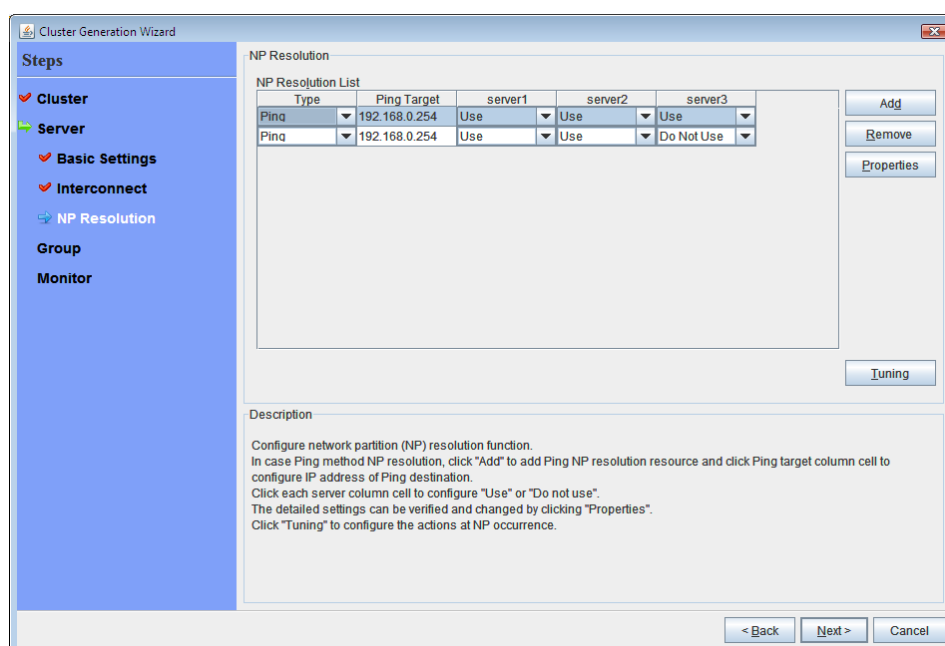 Cluster Generation Wizard
Steps
Cluster
Server
Basic Settings
Interconnect
NP Resolution
Group
Monitor
NP Resolution
NP Resolution List
Type Ping Target server1 server2 server3
Ping 192.168.0.254 Use Use Use
Ping 192.168.0.254 Use Use Do Not Use
Add
Remove
Properties
Tuning
Description
Configure network partition (NP) resolution function.
In case Ping method NP resolution, click "Add" to add Ping NP resolution resource and click Ping target column cell to
configure IP address of Ping destination.
Click each server column cell to configure "Use" or "Do not use".
The detailed settings can be verified and changed by clicking "Properties".
Click "Tuning" to configure the actions at NP occurrence.
< Back Next > Cancel